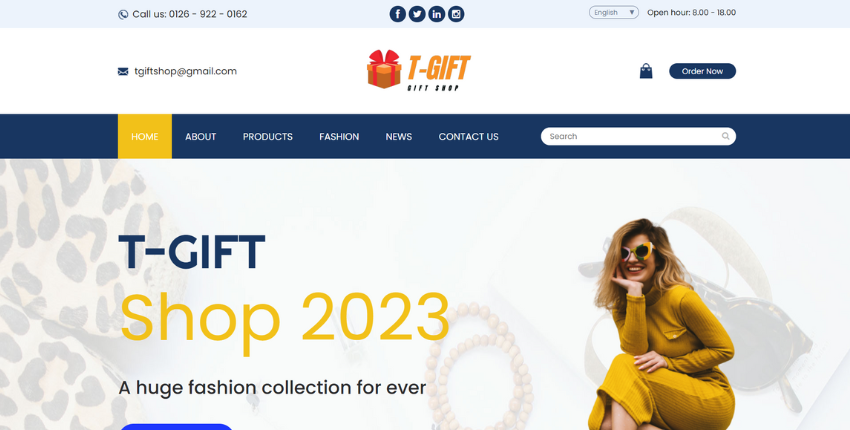 Call us: 0126 - 922 - 0162
English
Open hour: 8.00 - 18.00
tgiftshop@gmail.com
T-GIFT
GIFT SHOP
Order Now
HOME ABOUT PRODUCTS FASHION NEWS CONTACT US Search
T-GIFT
Shop 2023
A huge fashion collection for ever